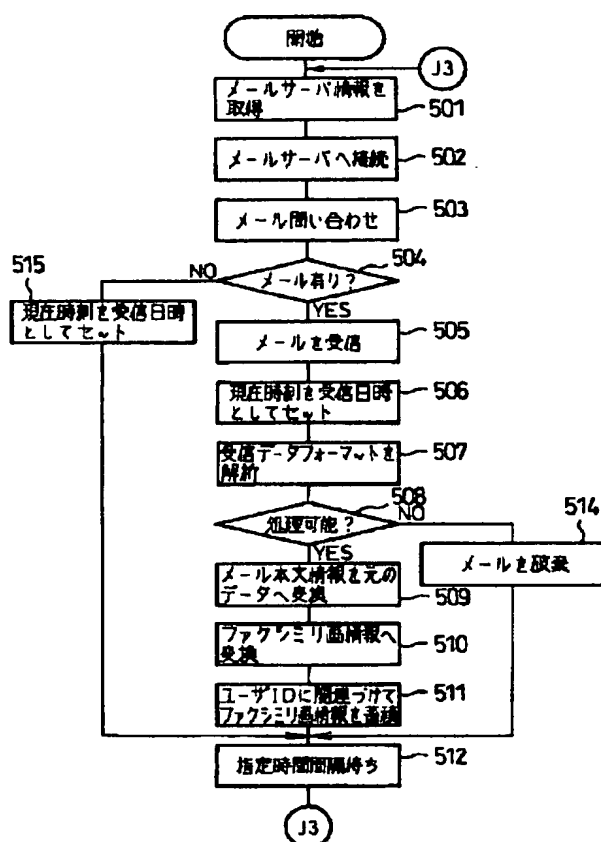 開始
J3
メールサーバ情報を
取得
501
メールサーバへ接続
502
メール問い合わせ
503
504
515
NO
メール有り?
YES
現在時刻を受信日時
としてセット
メールを受信
505
現在時刻を受信日時
としてセット
506
受信データフォーマットを
解釈
507
508
処理可能?
NO
514
YES
メールを破棄
メール本文情報を元の
データへ変換
509
ファクシミリ画情報へ
変換
510
ユーザIDに関連づけて
ファクシミリ画情報を蓄積
511
指定時間間隔待ち
512
J3